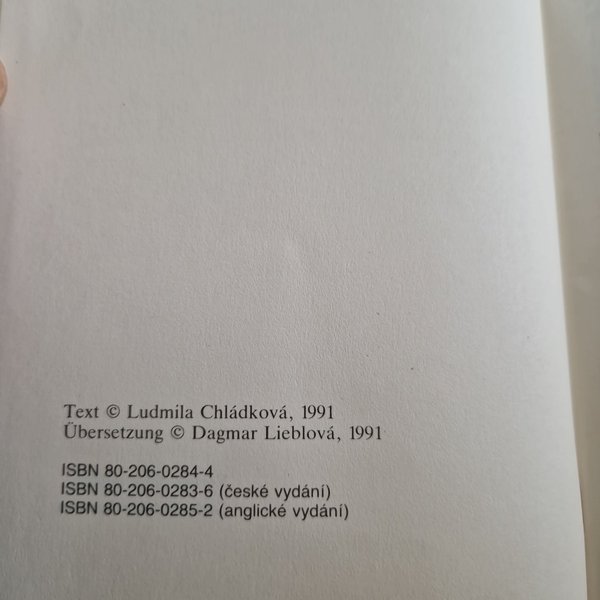 Text © Ludmila Chládková, 1991
Übersetzung © Dagmar Lieblová, 1991
ISBN 80-206-0284-4
ISBN 80-206-0283-6 (české vydání)
ISBN 80-206-0285-2 (anglické vydání)